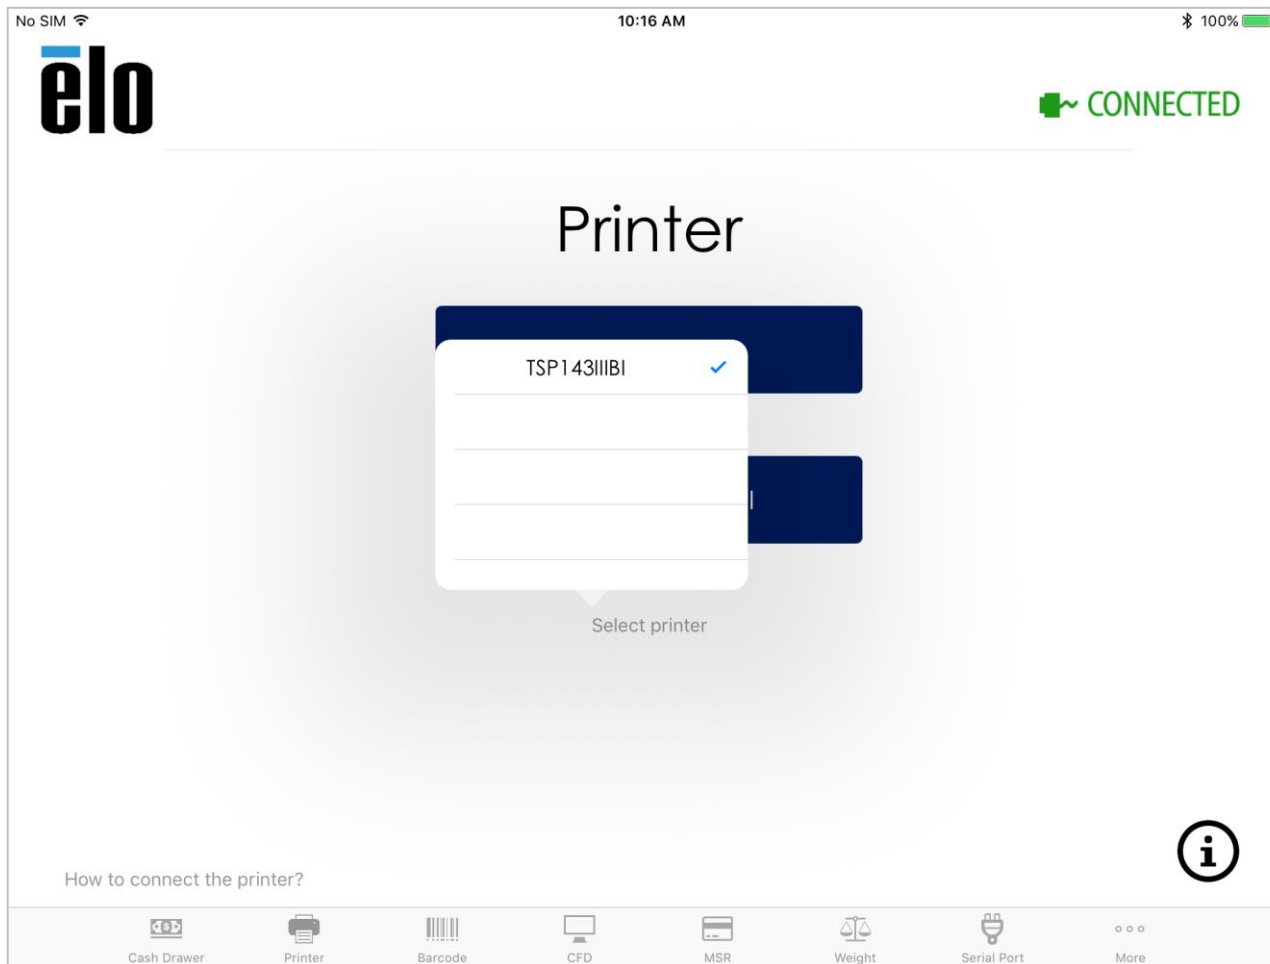 No SIM 10:16 AM 100%
elo
CONNECTED
Printer
TSP143IIIBI
Select printer
How to connect the printer?
Cash Drawer Printer Barcode CFD MSR Weight Serial Port More